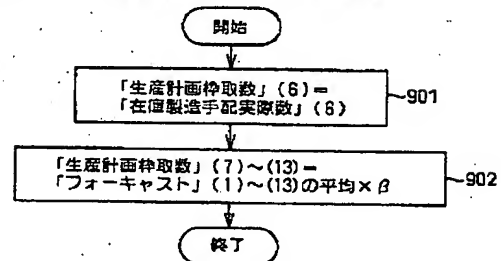 開始
「生産計画枠取数」(6)=
「在庫製造手配実際数」(6)
901
「生産計画枠取数」(7)~(13)=
「フォーキャスト」(1)~(13)の平均×β
902
終了